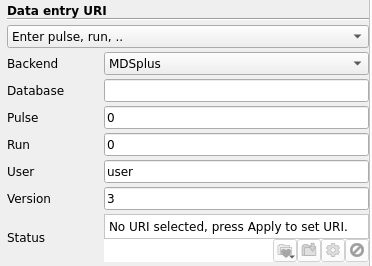 Data entry URI
Enter pulse, run, ..
Backend MDSplus
Database
Pulse 0
Run 0
User user
Version 3
Status No URI selected, press Apply to set URI.